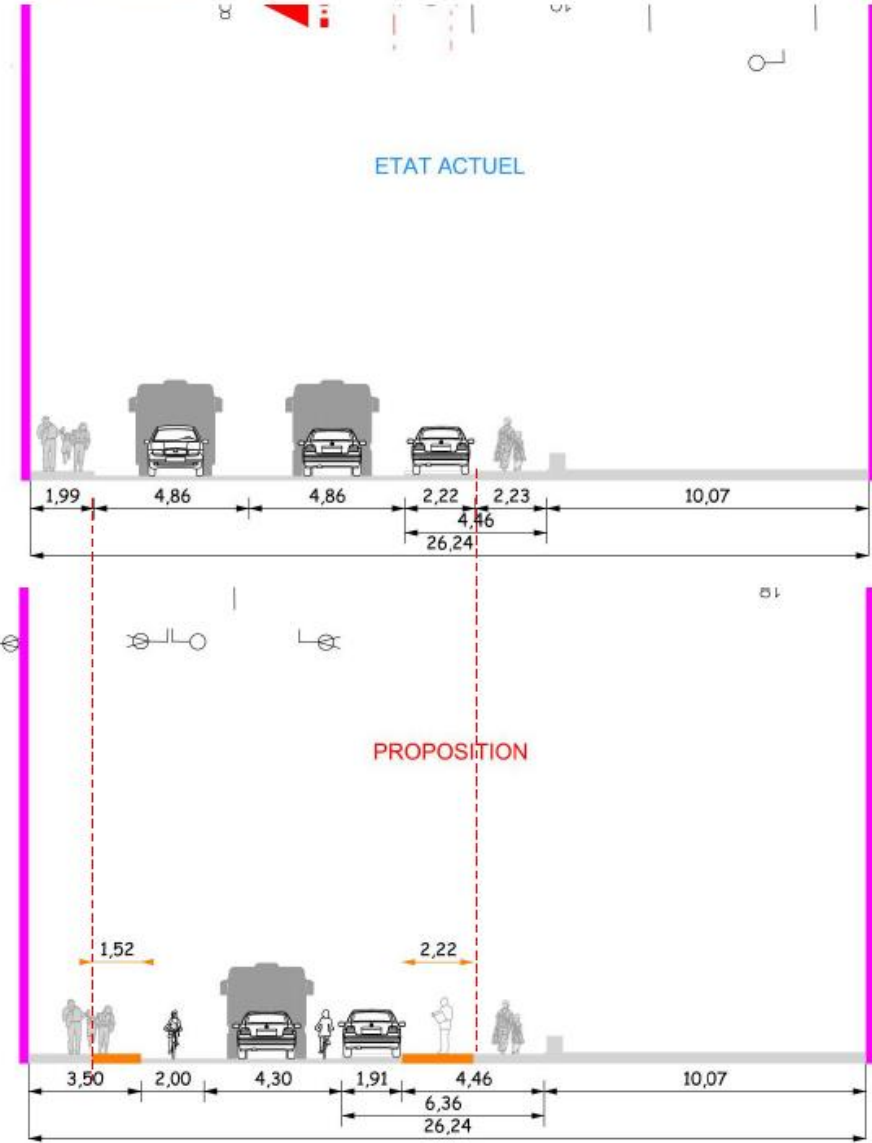 ETAT ACTUEL
1,99 4,86 4,86 2,22 2,23 10,07
4,46
26,24
PROPOSITION
1,52 2,22
3,50 2,00 4,30 1,91 4,46 10,07
6,36
26,24